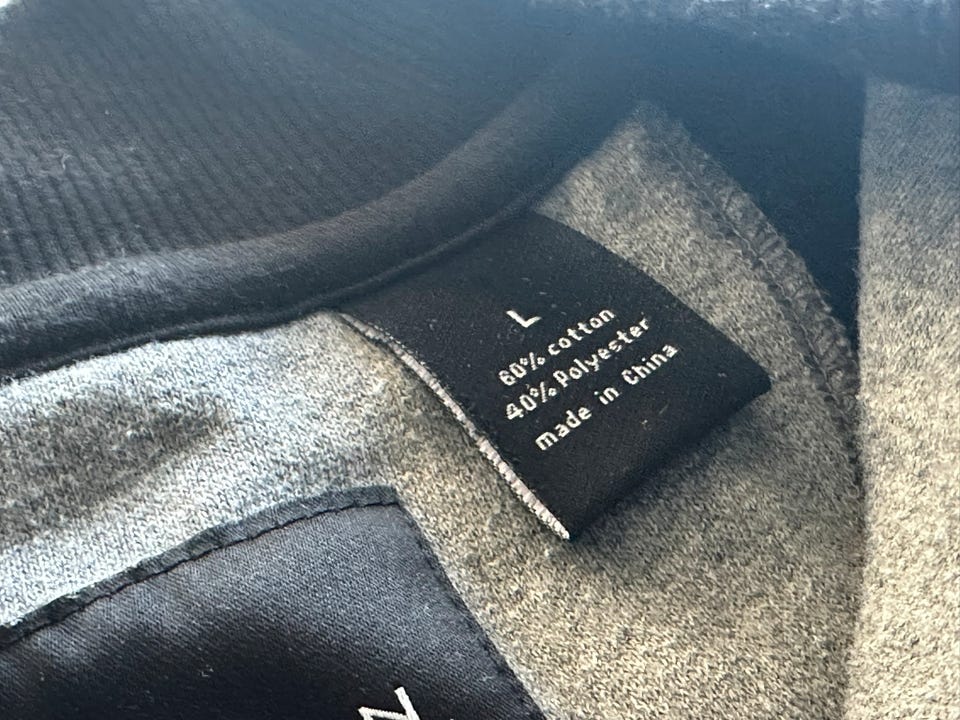 L
60% cotton
40% Polyester
made in China